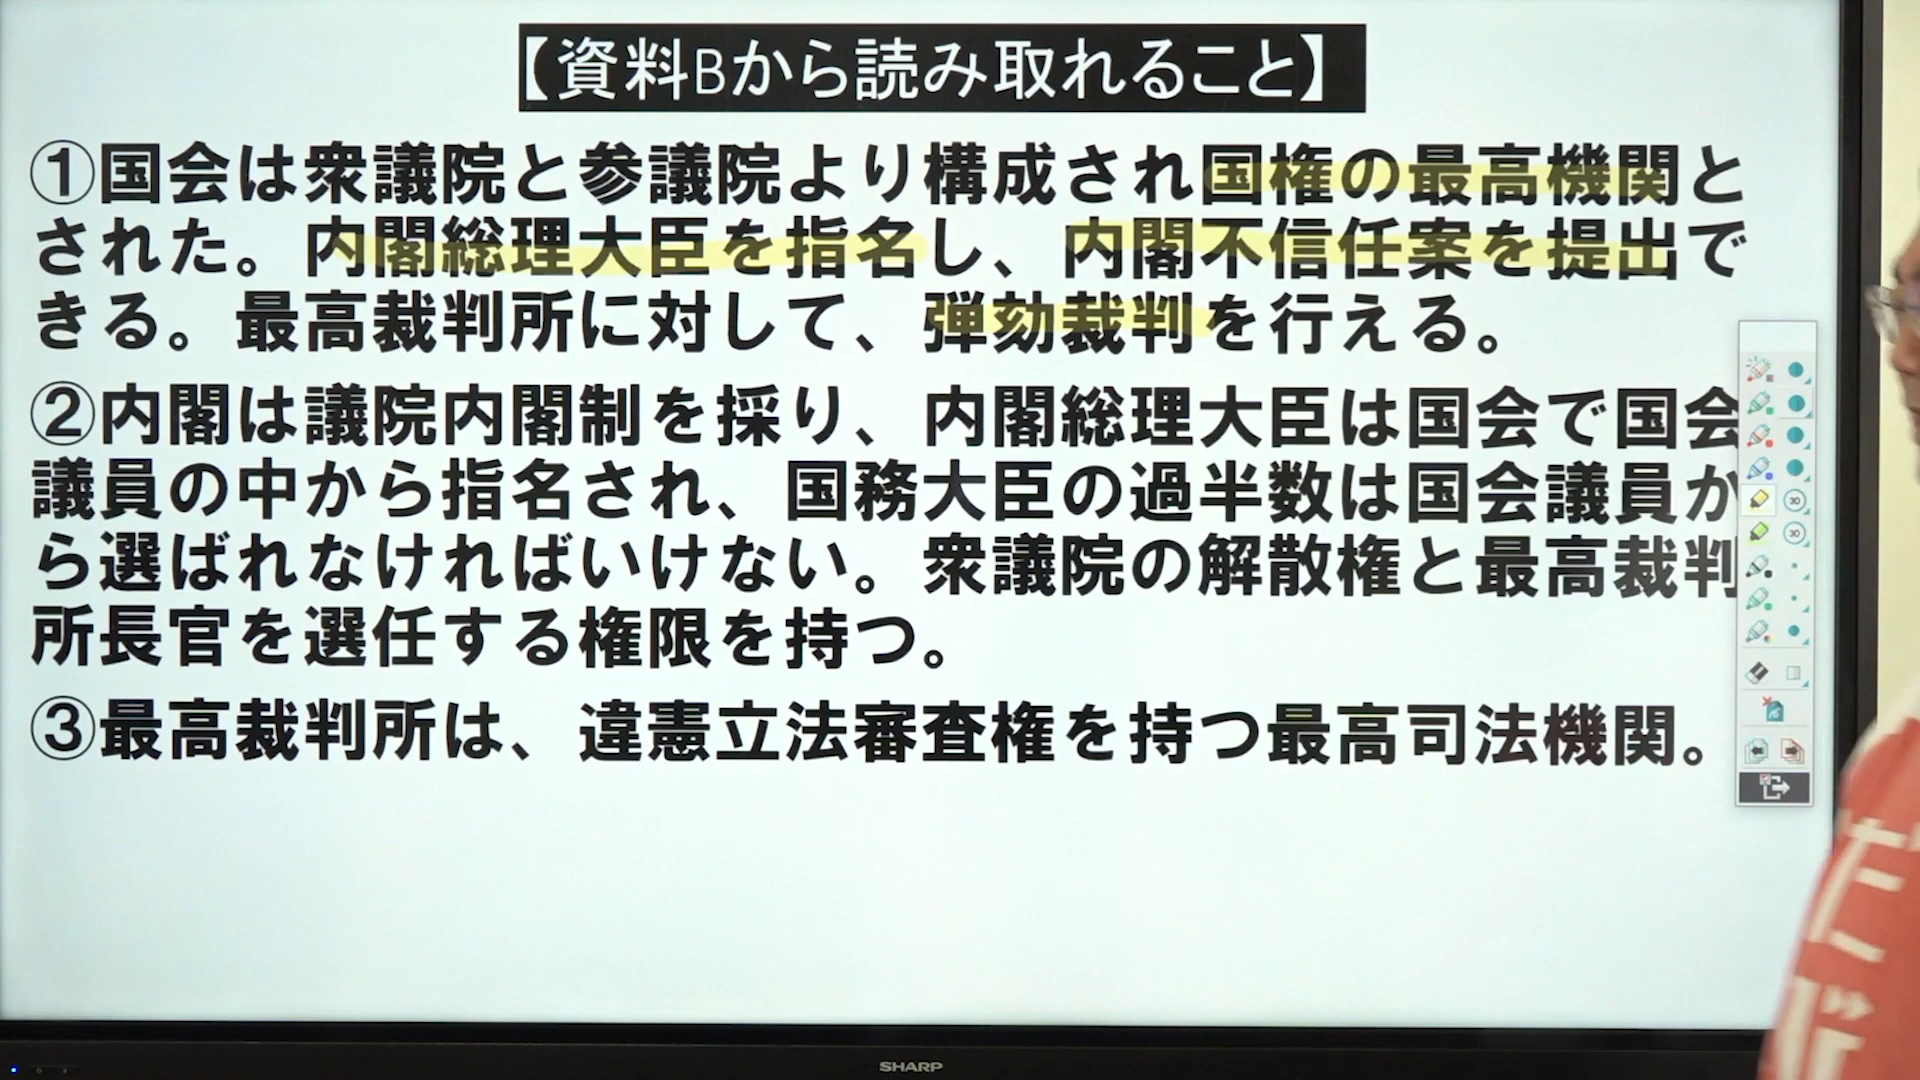 【資料Bから読み取れること】
①国会は衆議院と参議院より構成され国権の最高機関と
された。内閣総理大臣を指名し、内閣不信任案を提出で
きる。最高裁判所に対して、弾劾裁判を行える。
②内閣は議院内閣制を採り、内閣総理大臣は国会で国会
議員の中から指名され、国務大臣の過半数は国会議員か
ら選ばれなければいけない。衆議院の解散権と最高裁判
所長官を選任する権限を持つ。
③最高裁判所は、違憲立法審査権を持つ最高司法機関。
30
30
SHARP